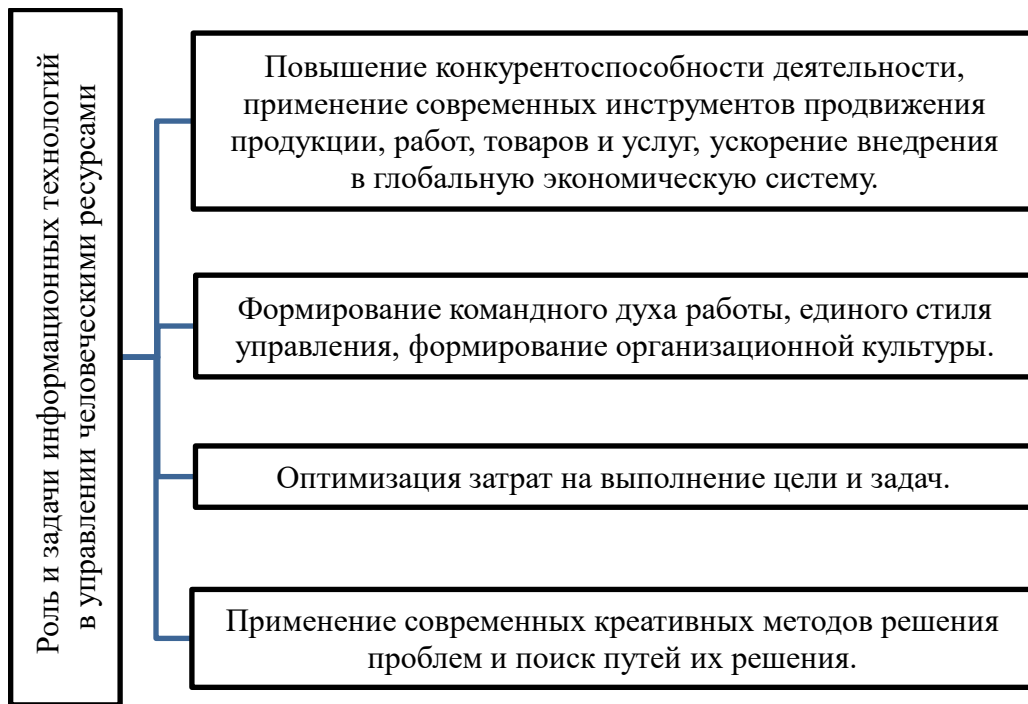 Роль и задачи информационных технологий
в управлении человеческими ресурсами
Повышение конкурентоспособности деятельности,
применение современных инструментов продвижения
продукции, работ, товаров и услуг, ускорение внедрения
в глобальную экономическую систему.
Формирование командного духа работы, единого стиля
управления, формирование организационной культуры.
Оптимизация затрат на выполнение цели и задач.
Применение современных креативных методов решения
проблем и поиск путей их решения.